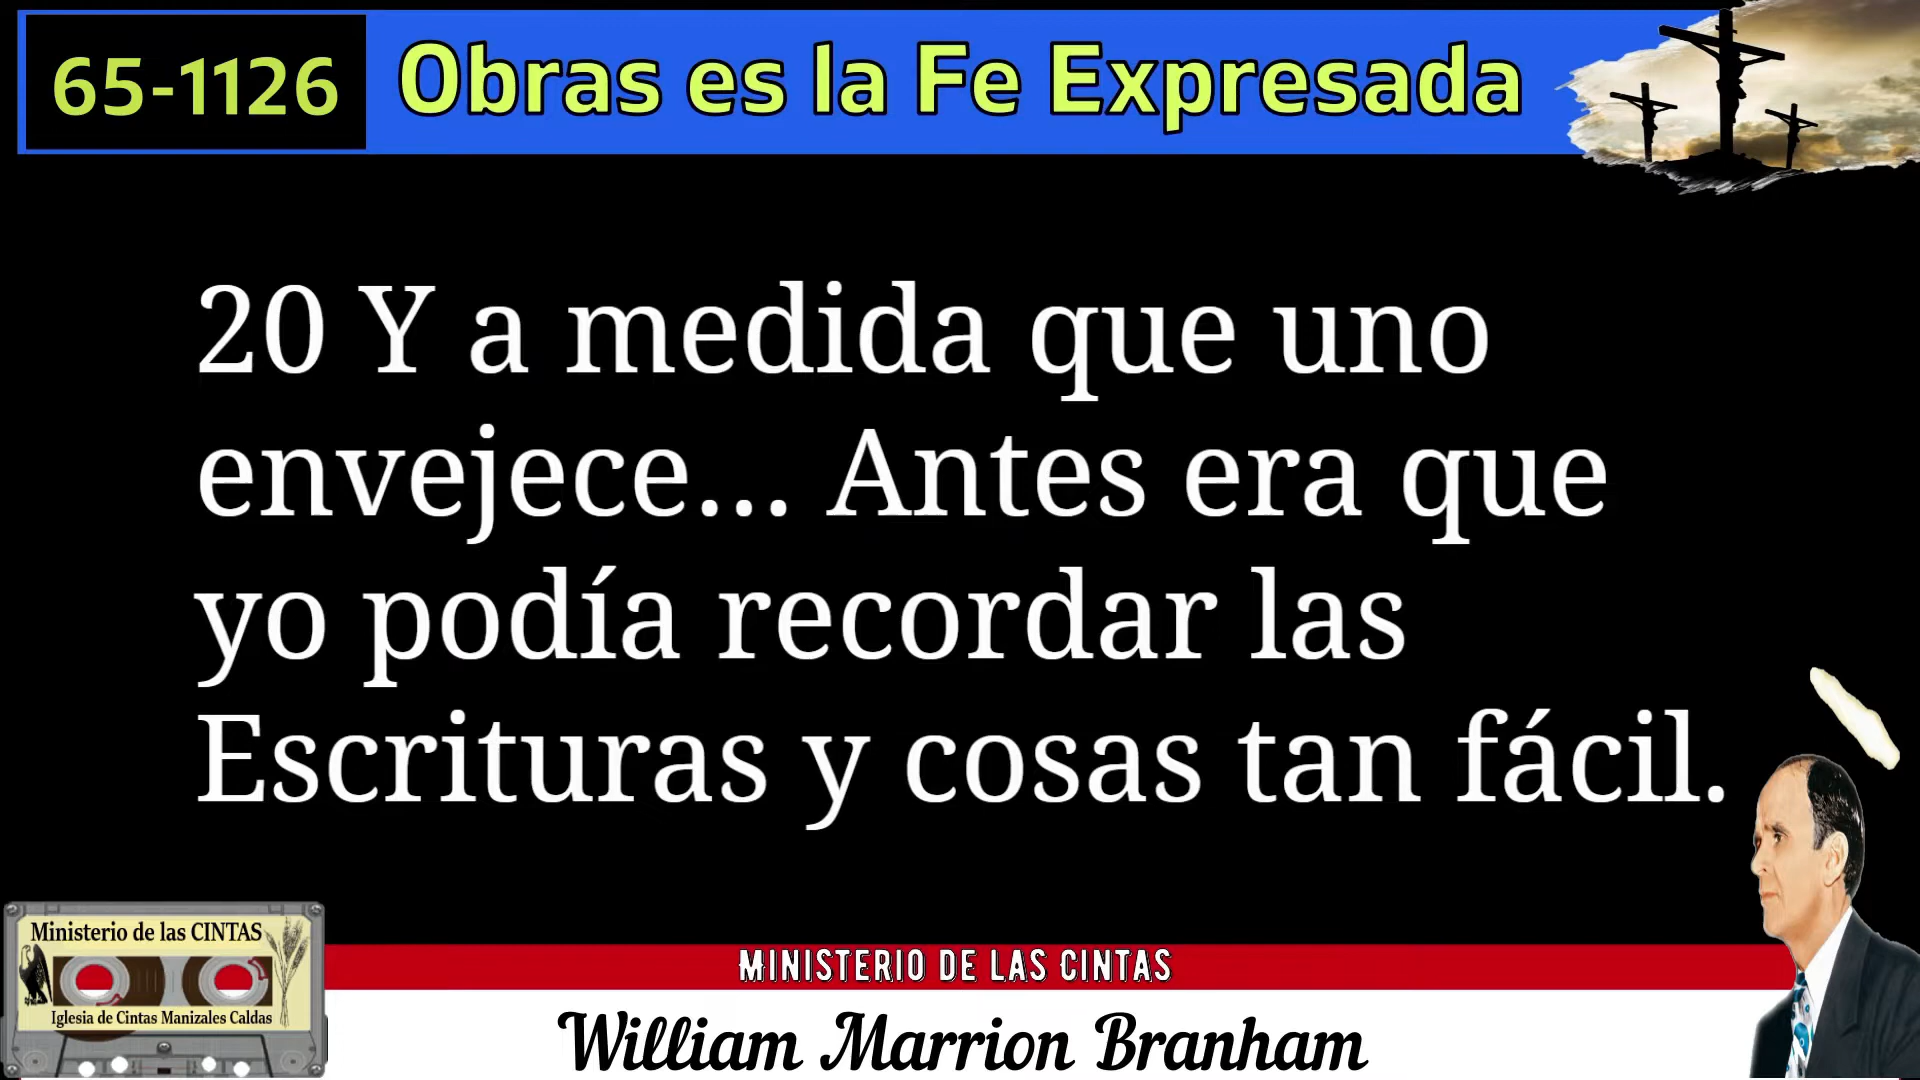 65-1126
Obras es la Fe Expresada
20 Y a medida que uno
envejece... Antes era que
yo podía recordar las
Escrituras y cosas tan fácil.
Ministerio de las CINTAS
Iglesia de Cintas Manizales Caldas
MINISTERIO DE LAS CINTAS
William Marrion Branham